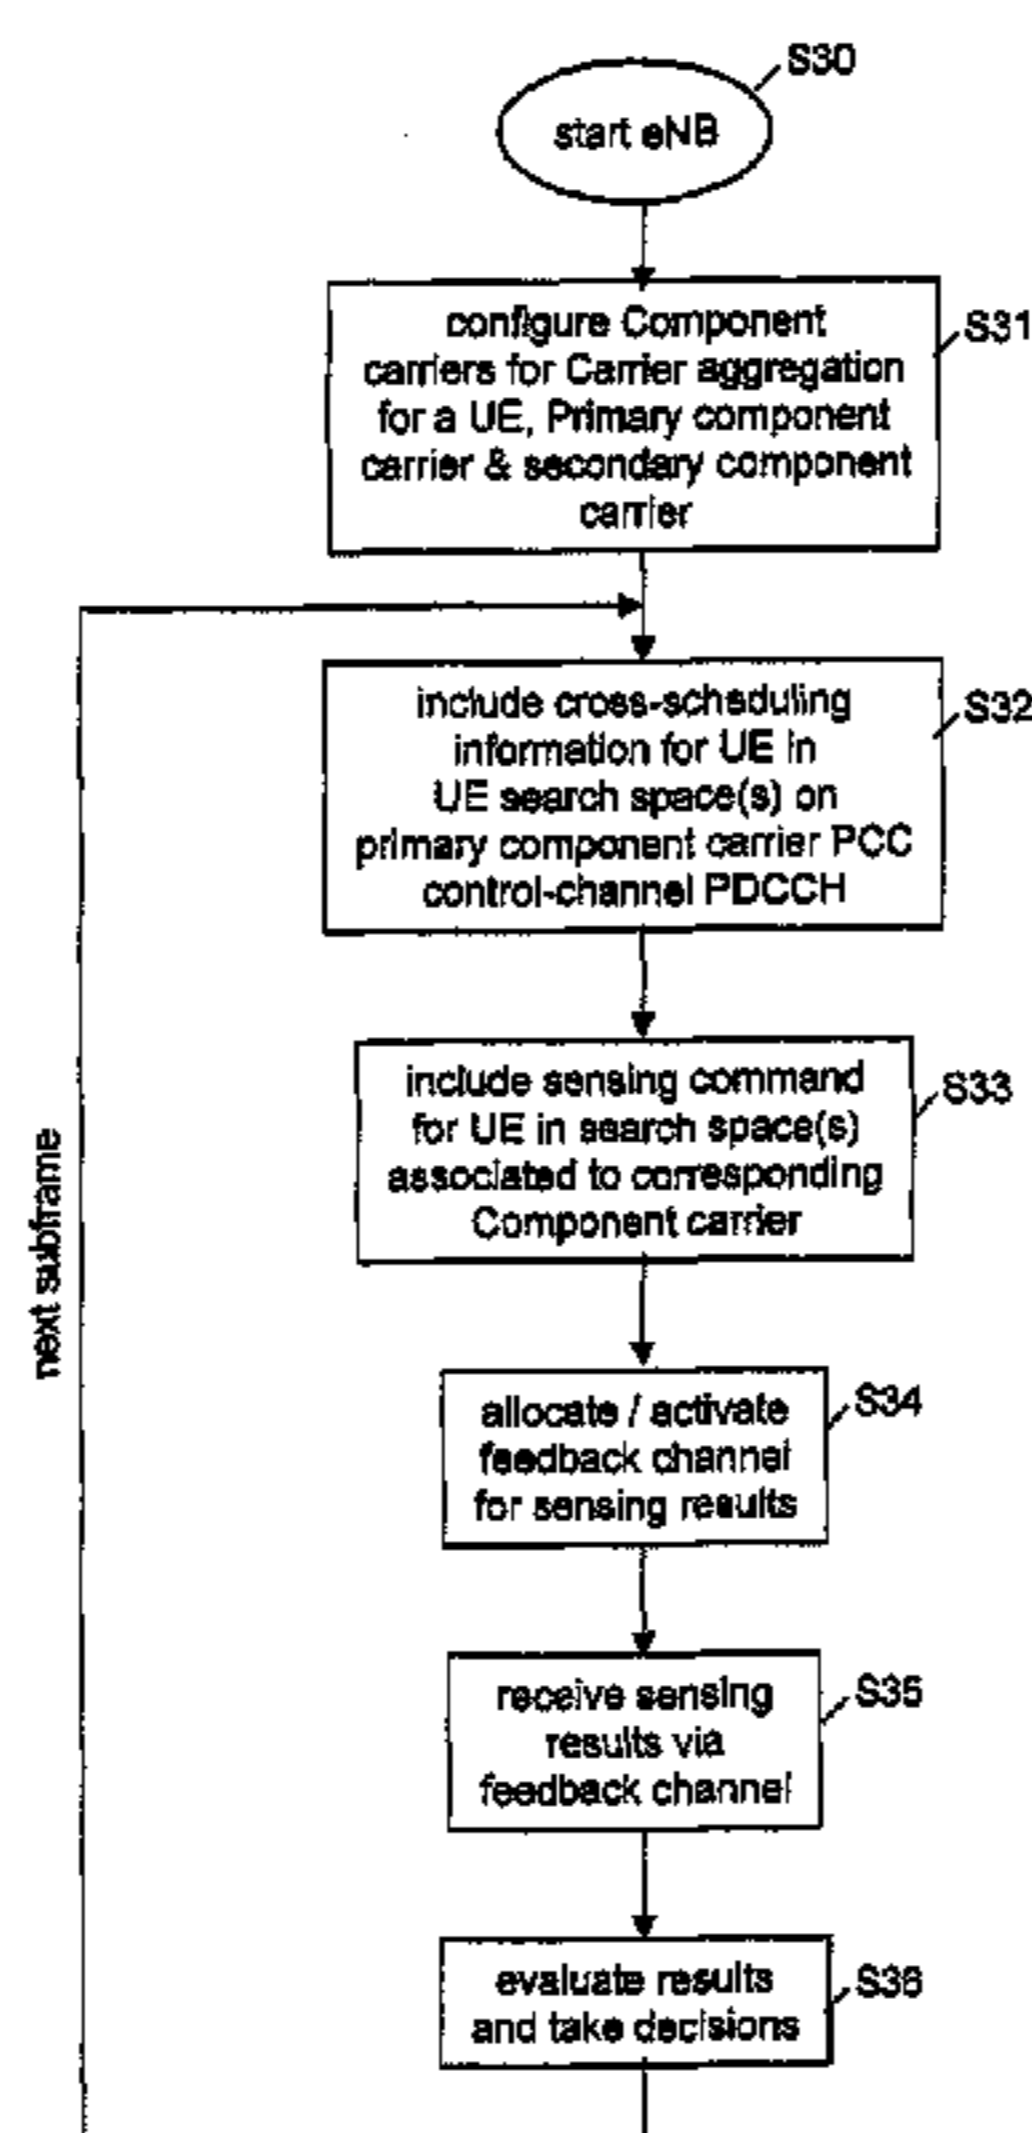 S30
start eNB
configure Component
carriers for Carrier aggregation
for a UE, Primary component
carrier & secondary component
carrier
S31
include cross-scheduling
information for UE in
UE search space(s) on
primary component carrier PCC
control-channel PDCCH
S32
include sensing command
for UE in search space(s)
associated to corresponding
Component carrier
S33
next subframe
allocate / activate
feedback channel
for sensing results
S34
receive sensing
results via
feedback channel
S35
evaluate results
and take decisions
S36